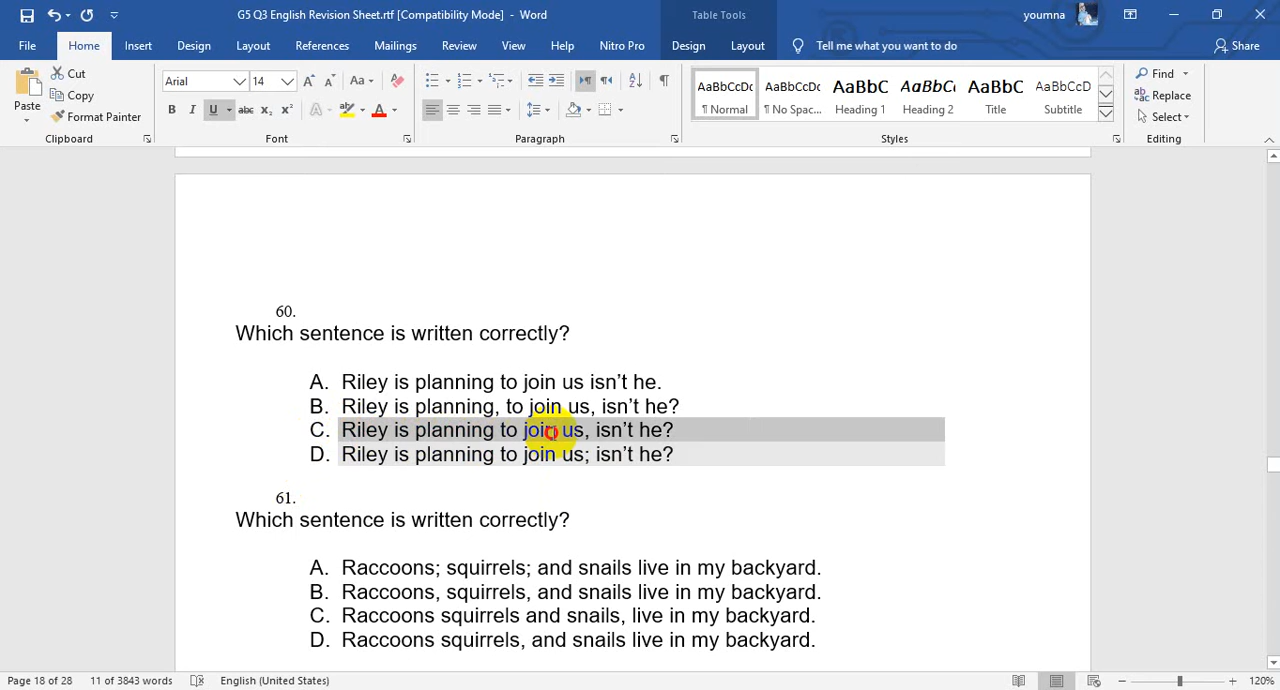 G5 Q3 English Revision Sheet.rtf [Compatibility Mode] - Word
Table Tools
youmna
File Home Insert Design Layout References Mailings Review View Help Nitro Pro Design Layout Tell me what you want to do Share
Paste
Cut
Copy
Format Painter
Clipboard
Arial 14
Font
Paragraph
AaBbCcDc AaBbCcDc AaBbC AaBbC AaBbC AaBbCcD
¶ Normal ¶ No Spac... Heading 1 Heading 2 Title Subtitle
Styles
Find
Replace
Select
Editing
60.
Which sentence is written correctly?
A. Riley is planning to join us isn’t he.
B. Riley is planning, to join us, isn’t he?
C. Riley is planning to join us, isn’t he?
D. Riley is planning to join us; isn’t he?
61.
Which sentence is written correctly?
A. Raccoons; squirrels; and snails live in my backyard.
B. Raccoons, squirrels, and snails live in my backyard.
C. Raccoons squirrels and snails, live in my backyard.
D. Raccoons squirrels, and snails live in my backyard.
Page 18 of 28 11 of 3843 words English (United States) 120%